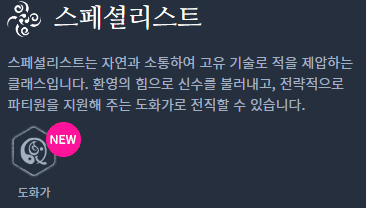 스페셜리스트
스페셜리스트는 자연과 소통하여 고유 기술로 적을 제압하는
클래스입니다. 환영의 힘으로 신수를 불러내고, 전략적으로
파티원을 지원해 주는 도화가로 전직할 수 있습니다.
NEW
도화가